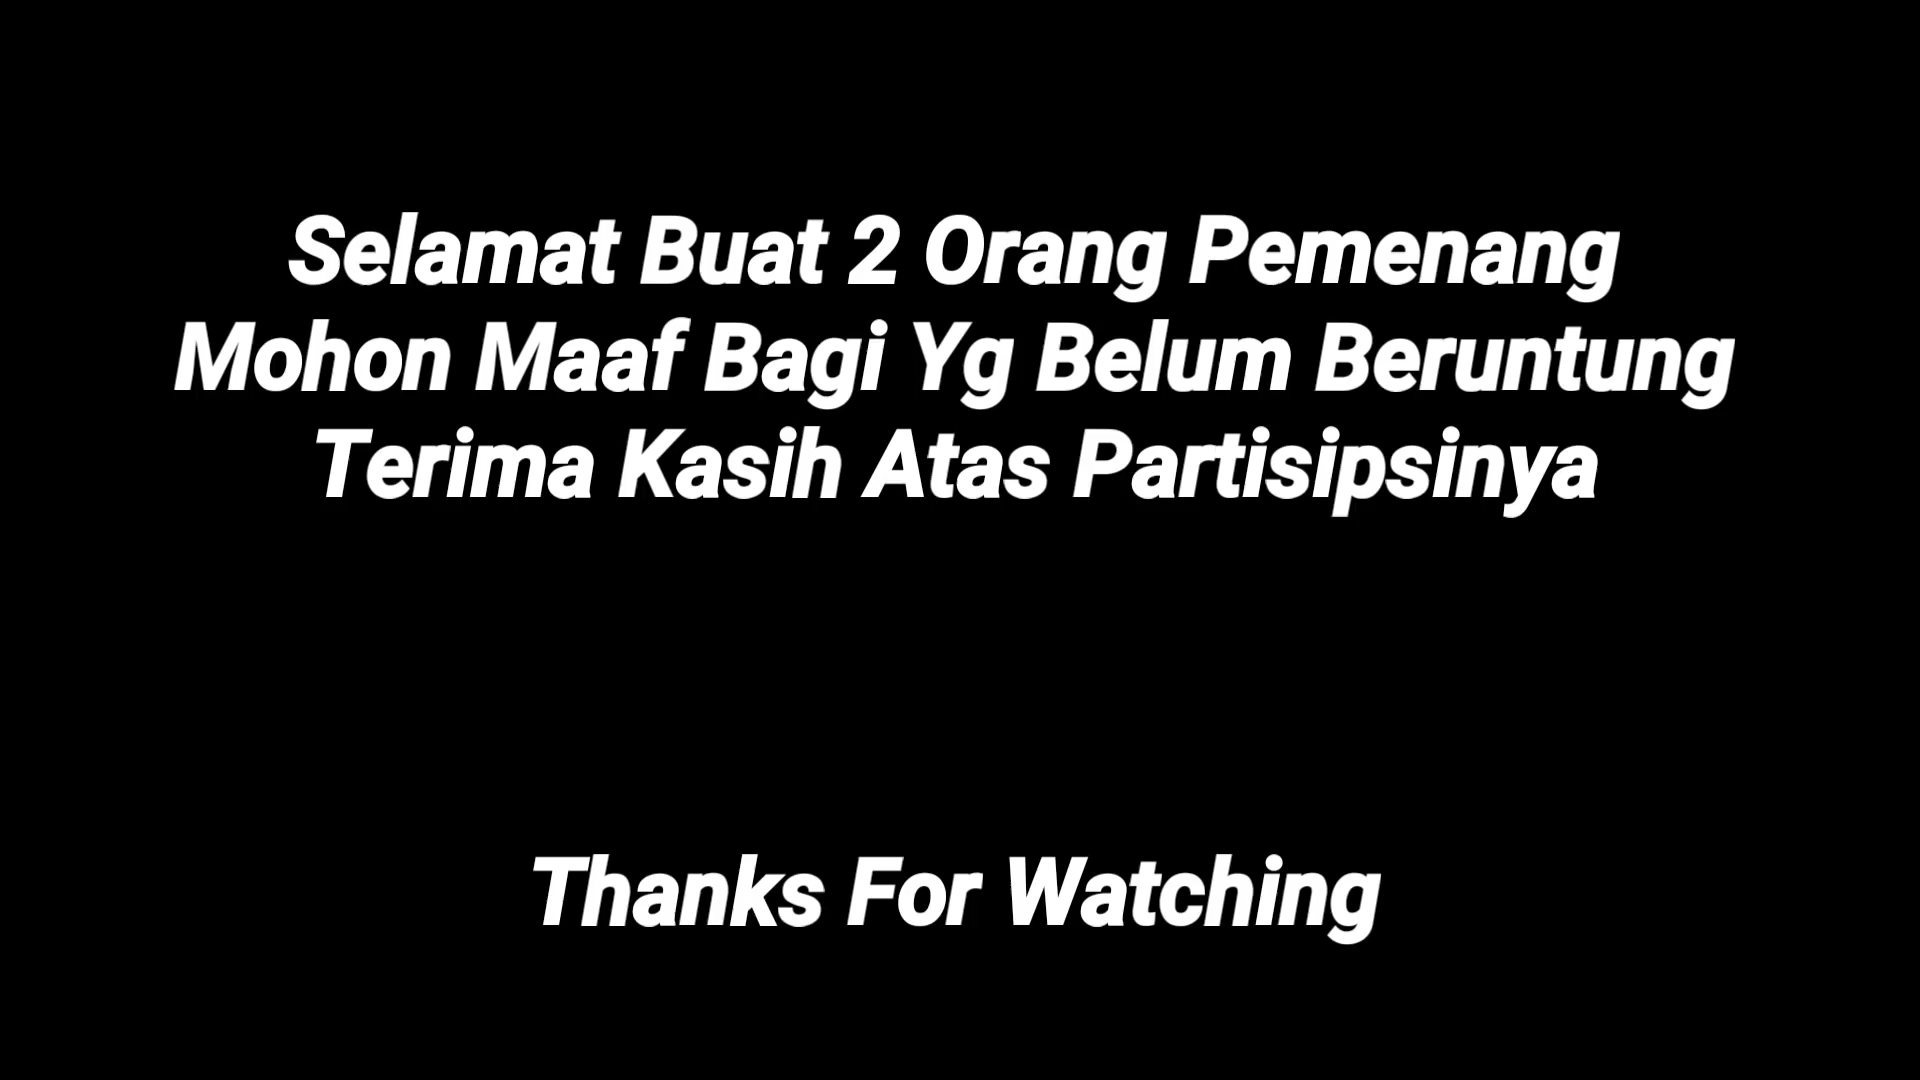 Selamat Buat 2 Orang Pemenang
Mohon Maaf Bagi Yg Belum Beruntung
Terima Kasih Atas Partisipsinya
Thanks For Watching